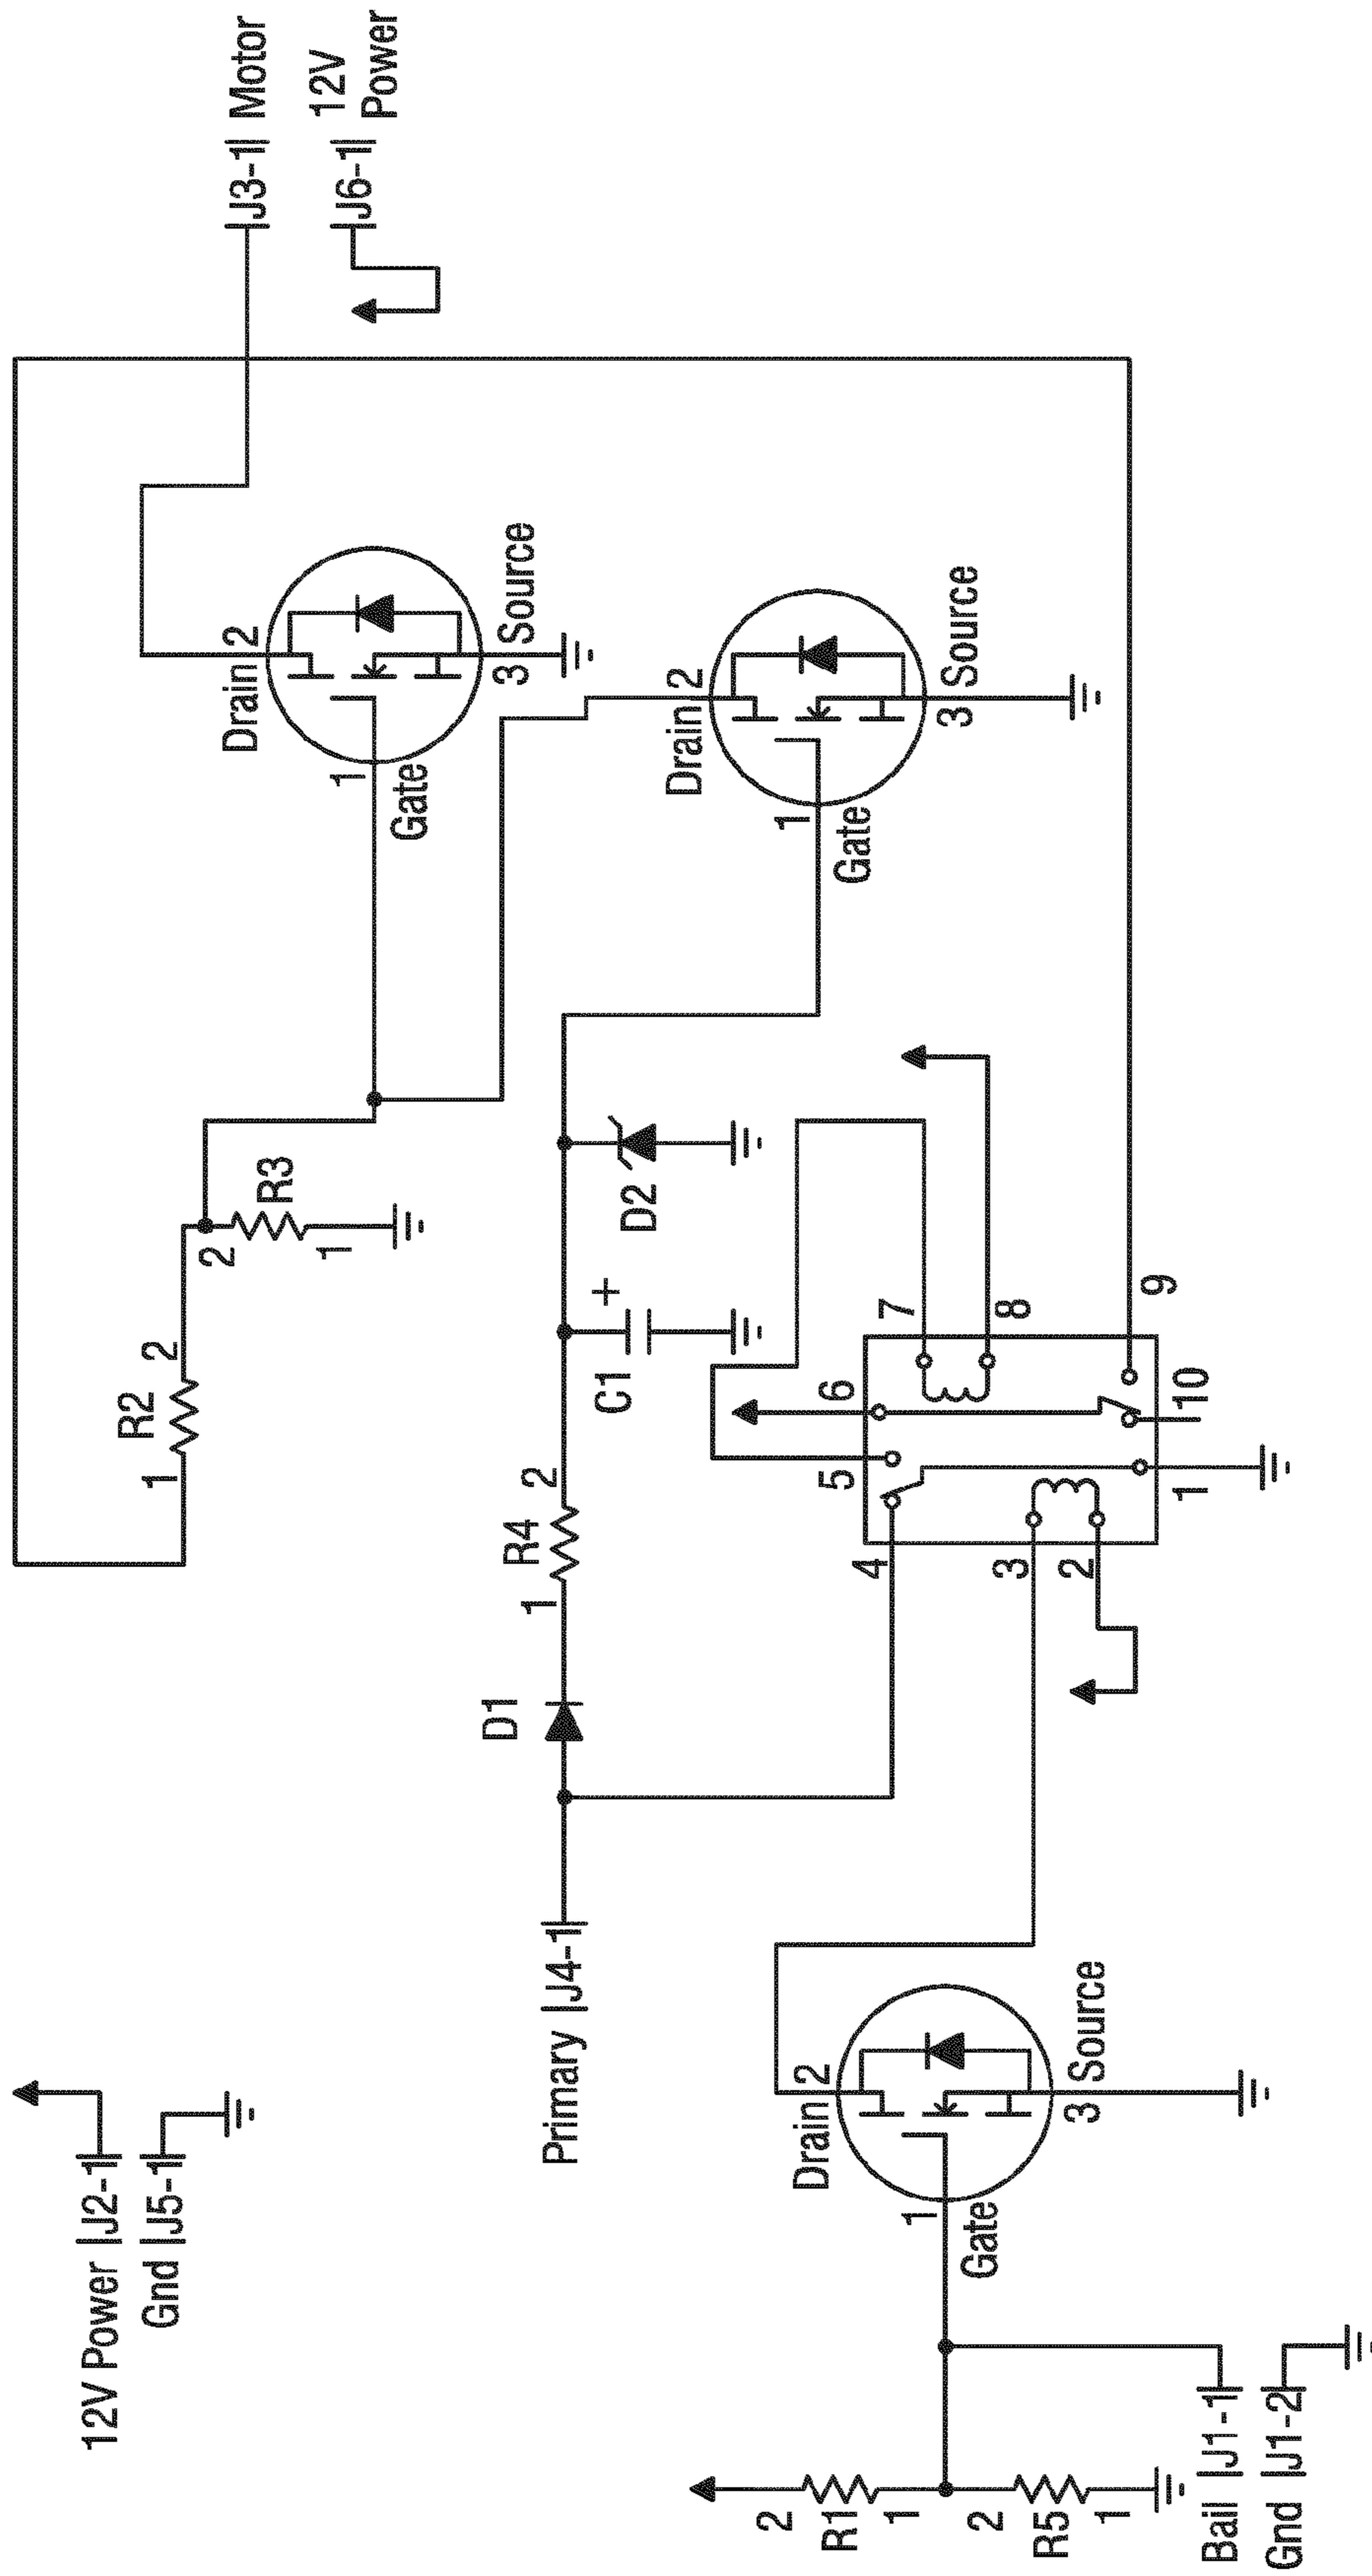 12V Power J2-1
Gnd J5-1
J3-1 Motor
J6-1 12V
Power
R2
1
2
R3
2
1
Drain 2
1
Gate
3 Source
Primary J4-1
D1
R4
1
2
C1
+
D2
Drain 2
1
Gate
3 Source
4
3
2
5
6
7
8
9
10
1
Drain 2
1
Gate
3 Source
2
R1
1
2
R5
1
Bail J1-1
Gnd J1-2